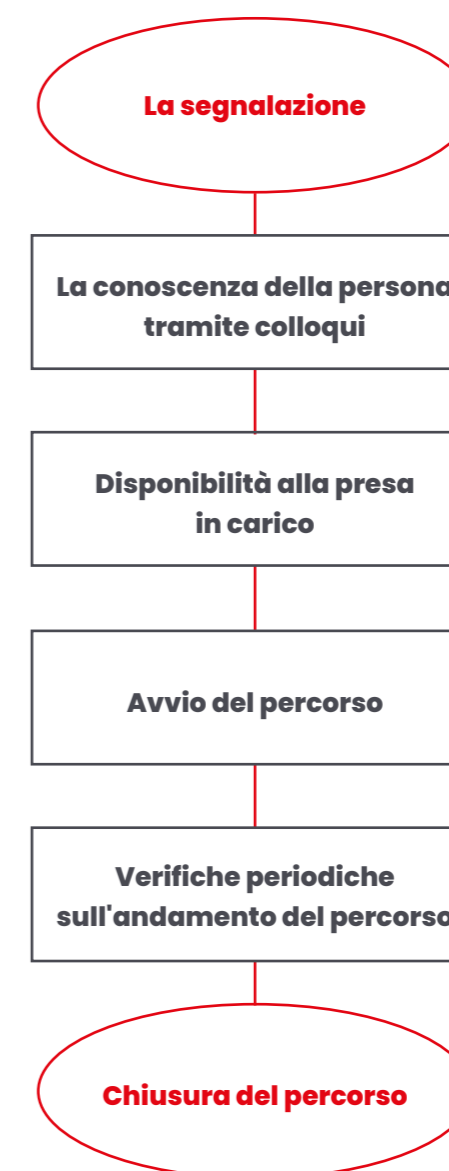 La segnalazione
La conoscenza della persona
tramite colloqui
Disponibilità alla presa
in carico
Avvio del percorso
Verifiche periodiche
sull'andamento del percorso
Chiusura del percorso